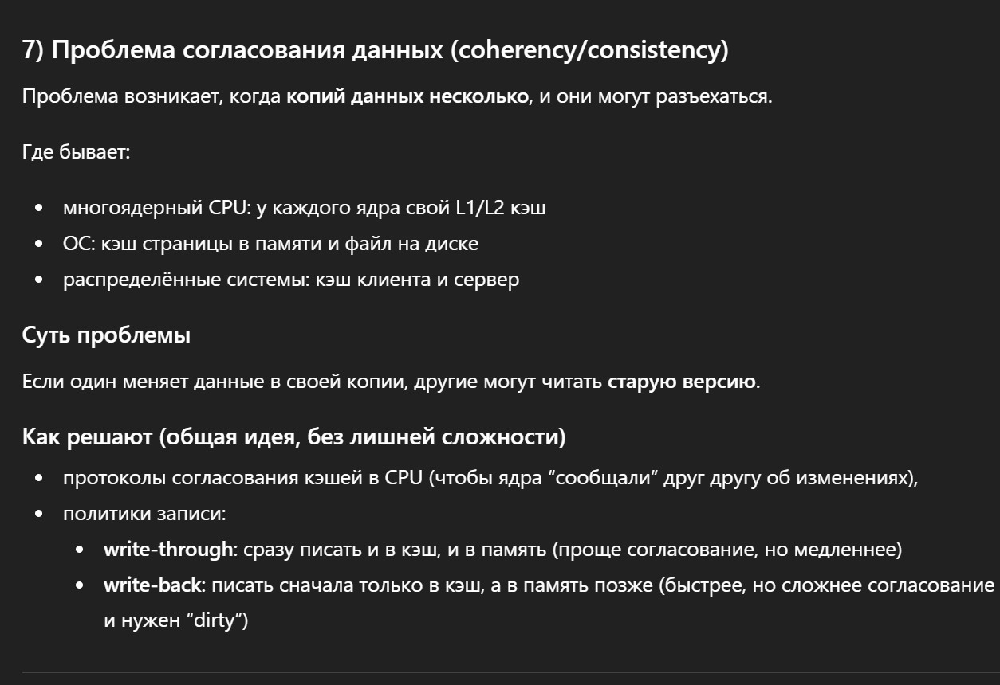 7) Проблема согласования данных (coherency/consistency)
Проблема возникает, когда копий данных несколько, и они могут разъехаться.
Где бывает:
• многоядерный CPU: у каждого ядра свой L1/L2 кэш
• ОС: кэш страницы в памяти и файл на диске
• распределённые системы: кэш клиента и сервер
Суть проблемы
Если один меняет данные в своей копии, другие могут читать старую версию.
Как решают (общая идея, без лишней сложности)
• протоколы согласования кэшей в CPU (чтобы ядра “сообщали” друг другу об изменениях),
• политики записи:
• write-through: сразу писать и в кэш, и в память (проще согласование, но медленнее)
• write-back: писать сначала только в кэш, а в память позже (быстрее, но сложнее согласование
и нужен “dirty”)